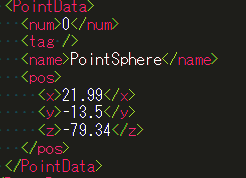 <PointData>
<num>0</num>
<tag />
<name>PointSphere</name>
<pos>
<x>21.99</x>
<y>-13.5</y>
<z>-79.34</z>
</pos>
</PointData>